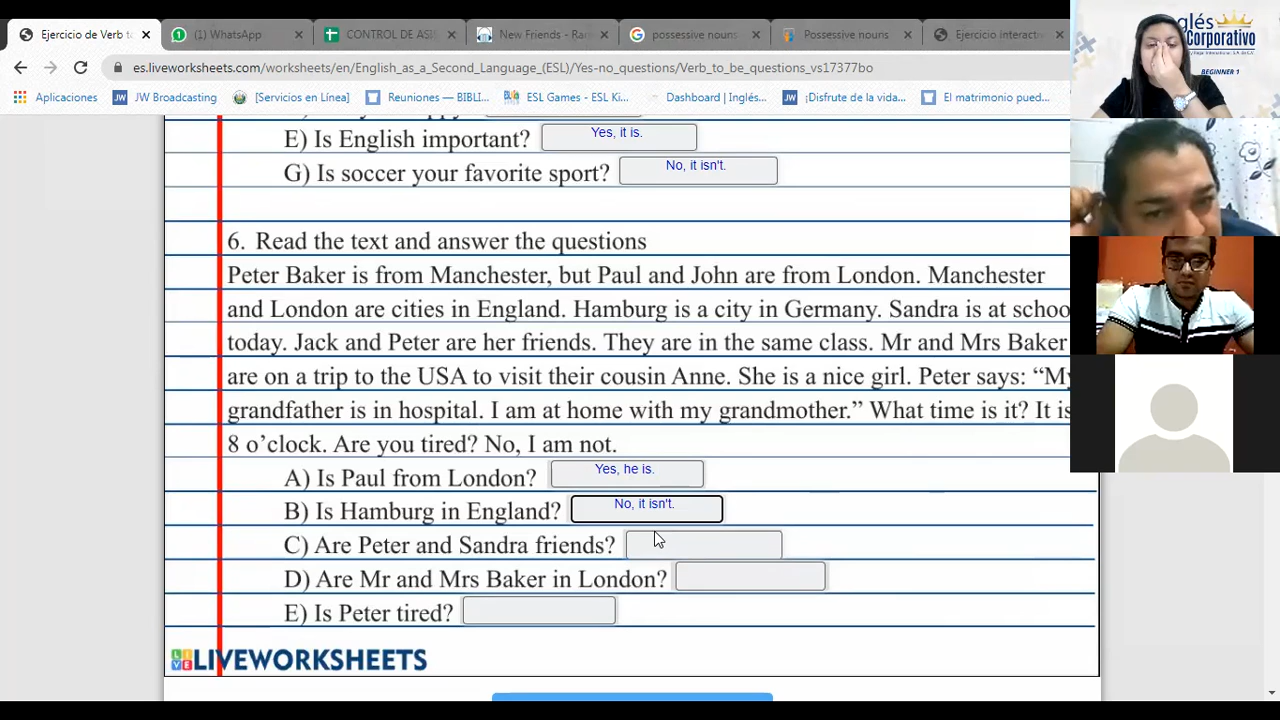 Ejercicio de Verb to
(1) WhatsApp
CONTROL DE ASI
New Friends - Ra
possessive nouns
Possessive nouns
Ejercicio interacti
es.liveworksheets.com/worksheets/en/English_as_a_Second_Language_(ESL)/Yes-no_questions/Verb_to_be_questions_vi17377bo
Aplicaciones
JW Broadcasting
[Servicios en Línea]
Reuniones — BIBLI...
ESL Games - ESL Ki...
Dashboard | Inglés...
¡Disfrute de la vida...
El matrimonio pued...
glés
Corporativo
BEGINNER 1
E) Is English important? Yes, it is.
G) Is soccer your favorite sport? No, it isn't.
6. Read the text and answer the questions
Peter Baker is from Manchester, but Paul and John are from London. Manchester
and London are cities in England. Hamburg is a city in Germany. Sandra is at schoo
today. Jack and Peter are her friends. They are in the same class. Mr and Mrs Baker
are on a trip to the USA to visit their cousin Anne. She is a nice girl. Peter says: “My
grandfather is in hospital. I am at home with my grandmother.” What time is it? It is
8 o’clock. Are you tired? No, I am not.
A) Is Paul from London? Yes, he is.
B) Is Hamburg in England? No, it isn't.
C) Are Peter and Sandra friends?
D) Are Mr and Mrs Baker in London?
E) Is Peter tired?
LIVEWORKSHEETS